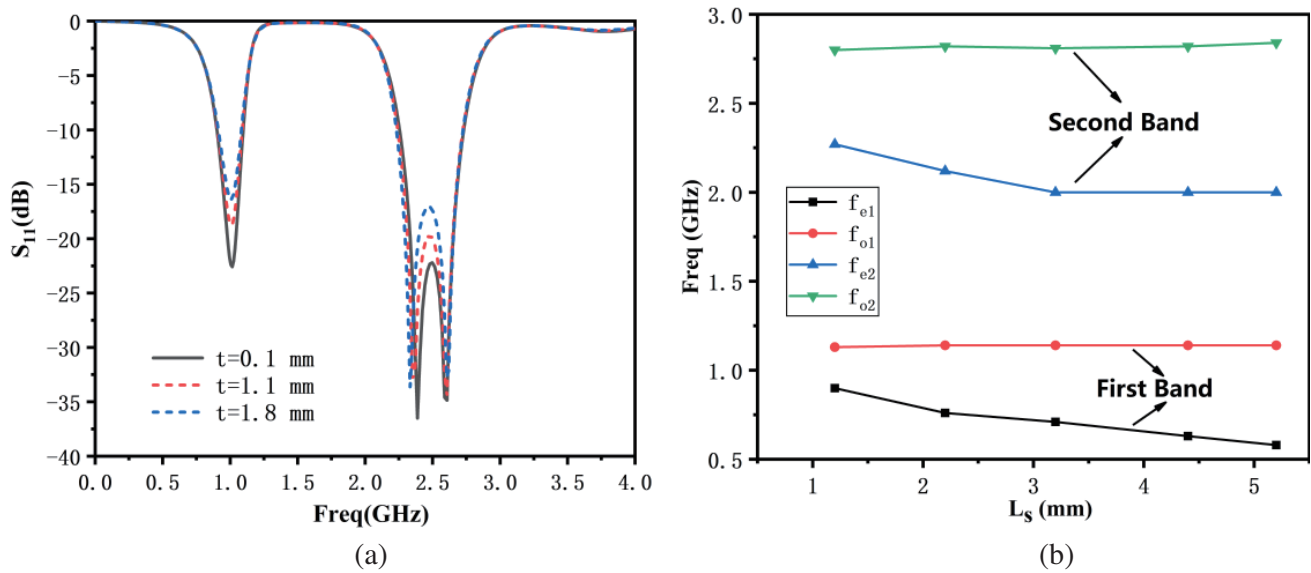 0
-5
-10
-15
-20
-25
-30
-35
-40
S11(dB)
t=0.1 mm
t=1.1 mm
t=1.8 mm
0.0 0.5 1.0 1.5 2.0 2.5 3.0 3.5 4.0
Freq(GHz)
(a)
3.0
2.5
2.0
1.5
1.0
0.5
Freq (GHz)
Second Band
fe1
fo1
fe2
fo2
First Band
1 2 3 4 5
Ls (mm)
(b)